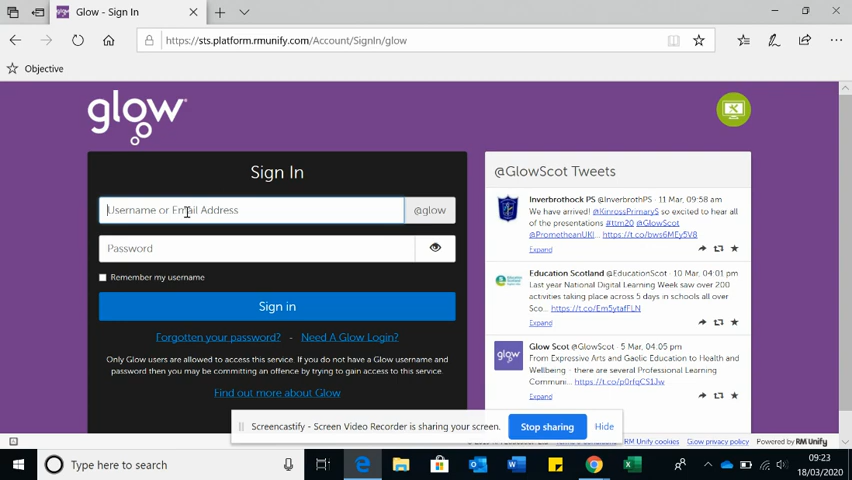 Glow - Sign In
https://sts.platform.rmunify.com/Account/SignIn/glow
Objective
glow
Sign In
Username or Email Address
@glow
Password
Remember my username
Sign in
Forgotten your password? - Need A Glow Login?
Only Glow users are allowed to access this service. If you do not have a Glow username and
password then you may be committing an offence by trying to gain access to this service.
Find out more about Glow
@GlowScot Tweets
Inverbrothock PS @InverbrothPS · 11 Mar, 09:58 am
We have arrived! @KinrossPrimaryS so excited to hear all
of the presentations #ttrn20 @GlowScot
@PrometheanUKI… https://t.co/bws6MEy5V8
Expand
Education Scotland @EducationScot · 10 Mar, 04:01 pm
Last year National Digital Learning Week saw over 200
activities taking place across 5 days in schools all over
Sco… https://t.co/Em5ytafFLN
Expand
Glow Scot @GlowScot · 5 Mar, 04:05 pm
From Expressive Arts and Gaelic Education to Health and
Wellbeing - there are several Professional Learning
Communi… https://t.co/p0rfqCS1Jw
Expand
Screencastify - Screen Video Recorder is sharing your screen.
Stop sharing
Hide
RM Unify cookies
Glow privacy policy
Powered by RM Unify
Type here to search
09:23
18/03/2020